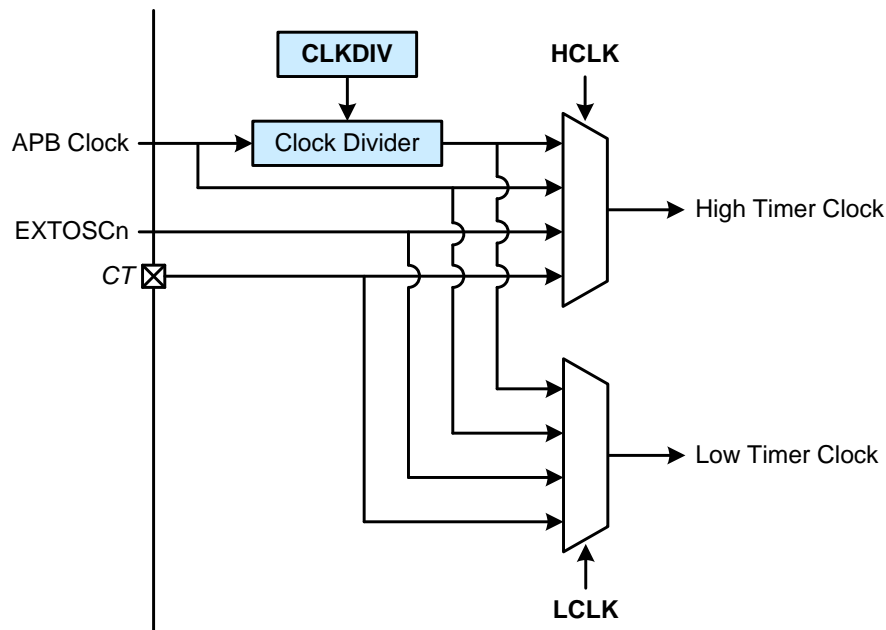 CLKDIV
HCLK
APB Clock
Clock Divider
High Timer Clock
EXTOSCn
CT
Low Timer Clock
LCLK